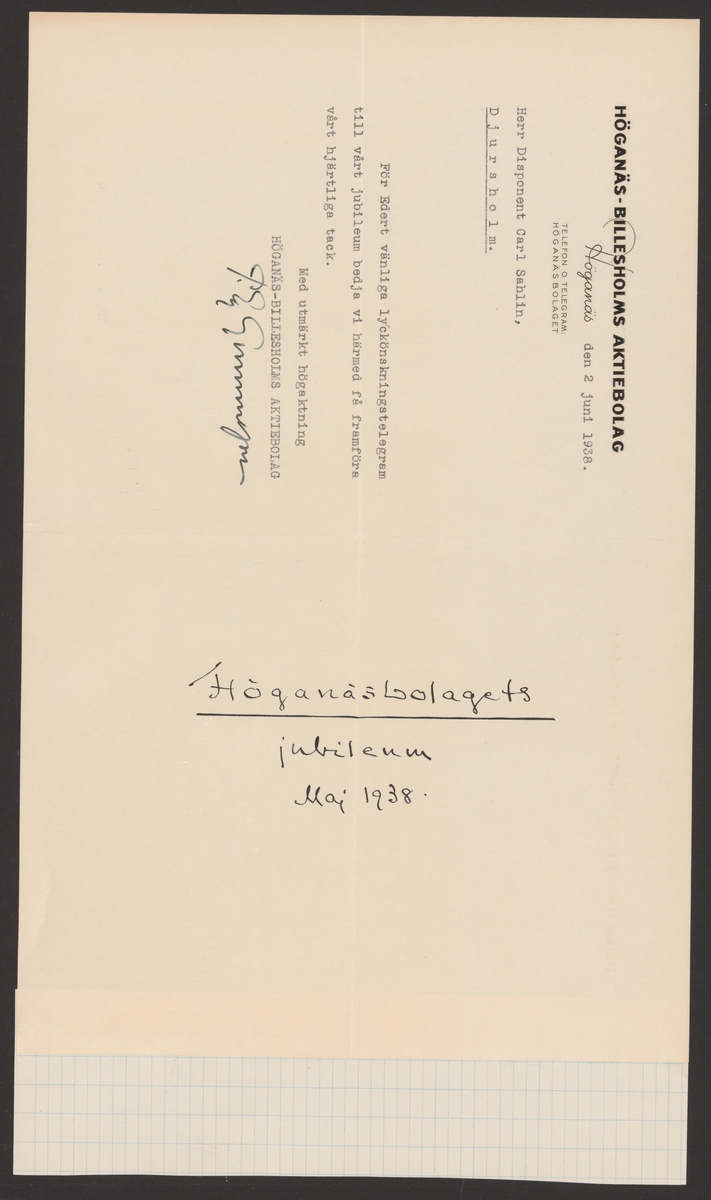 HÖGANÄS-BILLESHOLMS AKTIEBOLAG
Höganäs den 2 juni 1938.
TELEFON O. TELEGRAM:
HÖGANÄSBOLAGET
Herr Disponent Carl Sahlin,
Djursholm.
För Edert vänliga lyckönskningstelegram
till vårt jubileum bedja vi härmed få framföra
vårt hjärtliga tack.
Med utmärkt högaktning
HÖGANÄS-BILLESHOLMS AKTIEBOLAG
Höganäsbolagets
jubileum
Maj 1938.